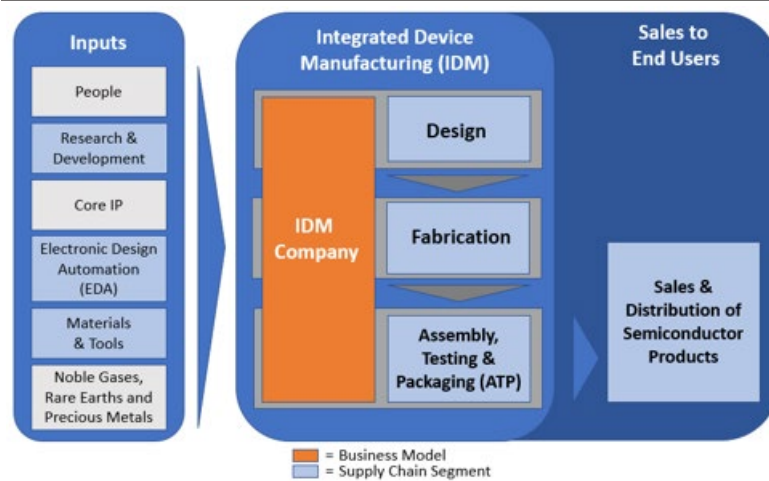 Inputs
People
Research &
Development
Core IP
Electronic Design
Automation
(EDA)
Materials
& Tools
Noble Gases,
Rare Earths and
Precious Metals
Integrated Device
Manufacturing (IDM)
IDM
Company
Design
Fabrication
Assembly,
Testing &
Packaging (ATP)
Sales to
End Users
Sales &
Distribution of
Semiconductor
Products
= Business Model
= Supply Chain Segment